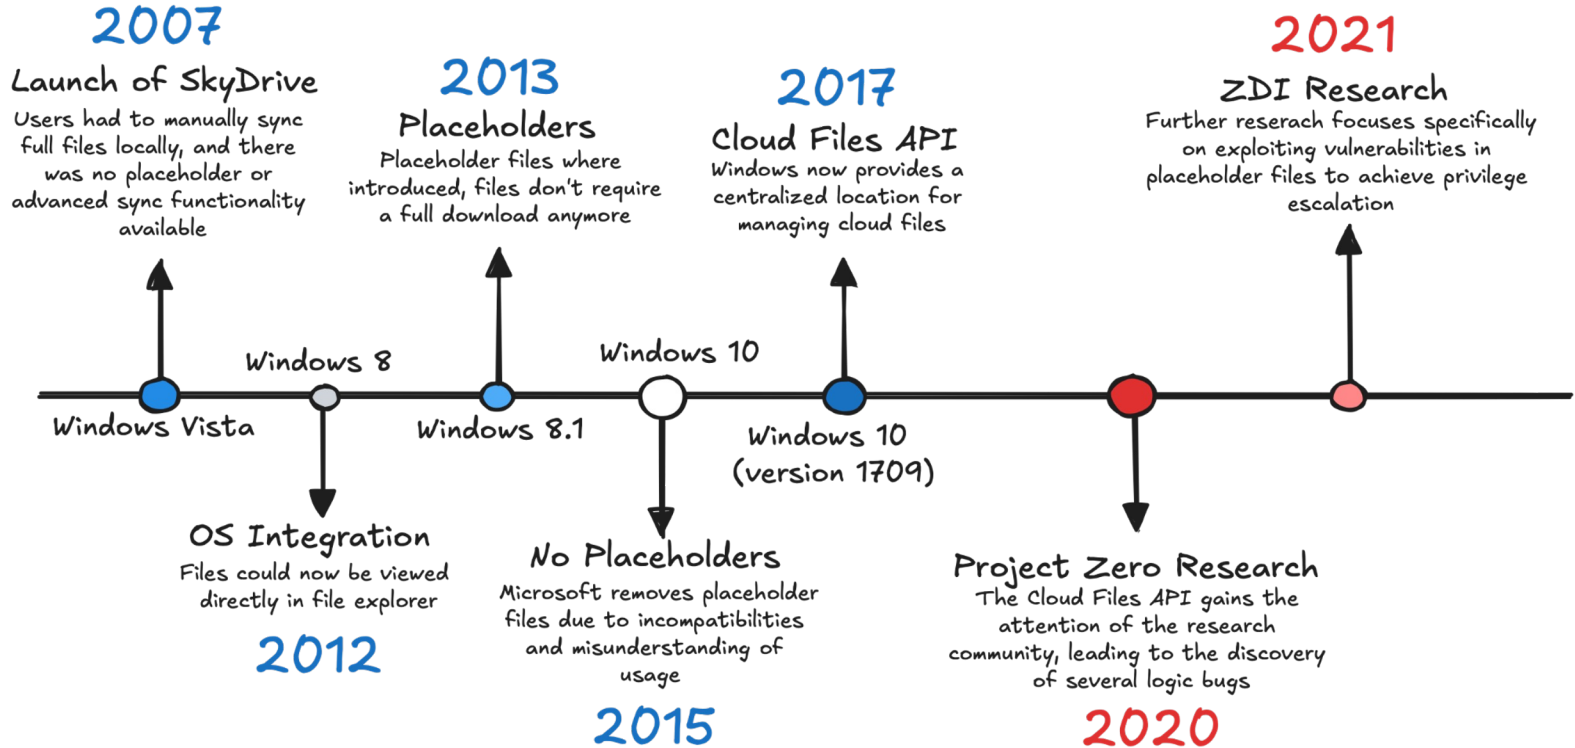 2007
Launch of SkyDrive
Users had to manually sync
full files locally, and there
was no placeholder or
advanced sync functionality
available
Windows Vista
Windows 8
OS Integration
Files could now be viewed
directly in file explorer
2012
2013
Placeholders
Placeholder files where
introduced, files don't require
a full download anymore
Windows 8.1
Windows 10
No Placeholders
Microsoft removes placeholder
files due to incompatibilities
and misunderstanding of
usage
2015
2017
Cloud Files API
Windows now provides a
centralized location for
managing cloud files
Windows 10
(version 1709)
Project Zero Research
The Cloud Files API gains the
attention of the research
community, leading to the discovery
of several logic bugs
2020
2021
ZDI Research
Further reserach focuses specifically
on exploiting vulnerabilities in
placeholder files to achieve privilege
escalation